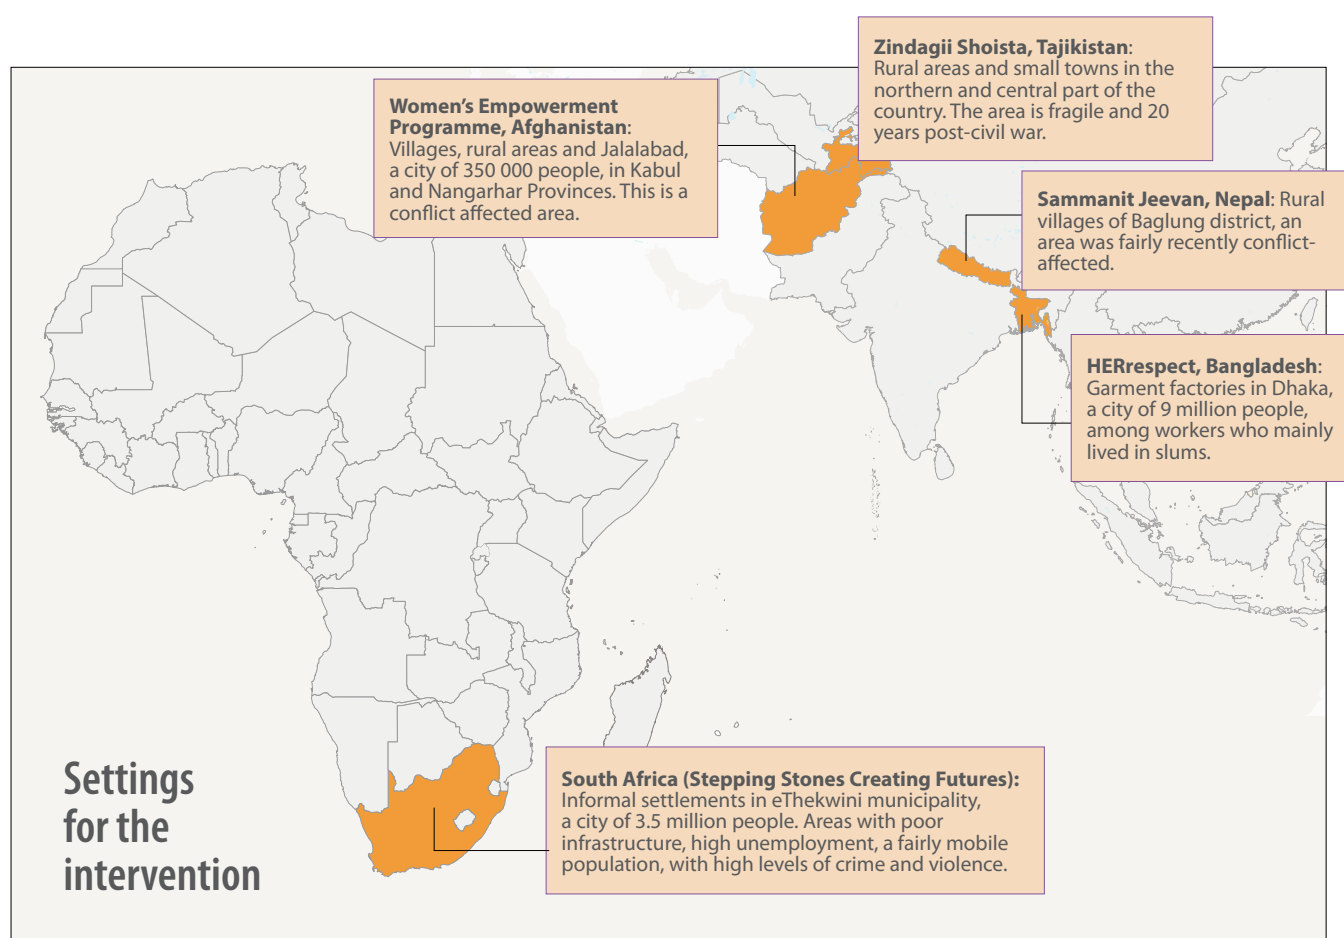 Zindagii Shoista, Tajikistan:
Rural areas and small towns in the
northern and central part of the
country. The area is fragile and 20
years post-civil war.
Women’s Empowerment
Programme, Afghanistan:
Villages, rural areas and Jalalabad,
a city of 350 000 people, in Kabul
and Nangarhar Provinces. This is a
conflict affected area.
Sammanit Jeevan, Nepal: Rural
villages of Baglung district, an
area was fairly recently conflict-
affected.
HERrespect, Bangladesh:
Garment factories in Dhaka,
a city of 9 million people,
among workers who mainly
lived in slums.
South Africa (Stepping Stones Creating Futures):
Informal settlements in eThekwini municipality,
a city of 3.5 million people. Areas with poor
infrastructure, high unemployment, a fairly mobile
population, with high levels of crime and violence.
Settings
for the
intervention